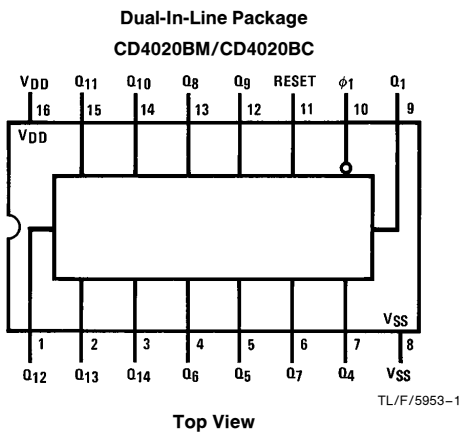 Dual-In-Line Package
CD4020BM/CD4020BC
VDD Q11 Q10 Q8 Q9 RESET ϕ1 Q1
16 15 14 13 12 11 10 9
VDD
VSS
1 2 3 4 5 6 7 8
Q12 Q13 Q14 Q6 Q5 Q7 Q4 VSS
TL/F/5953–1
Top View